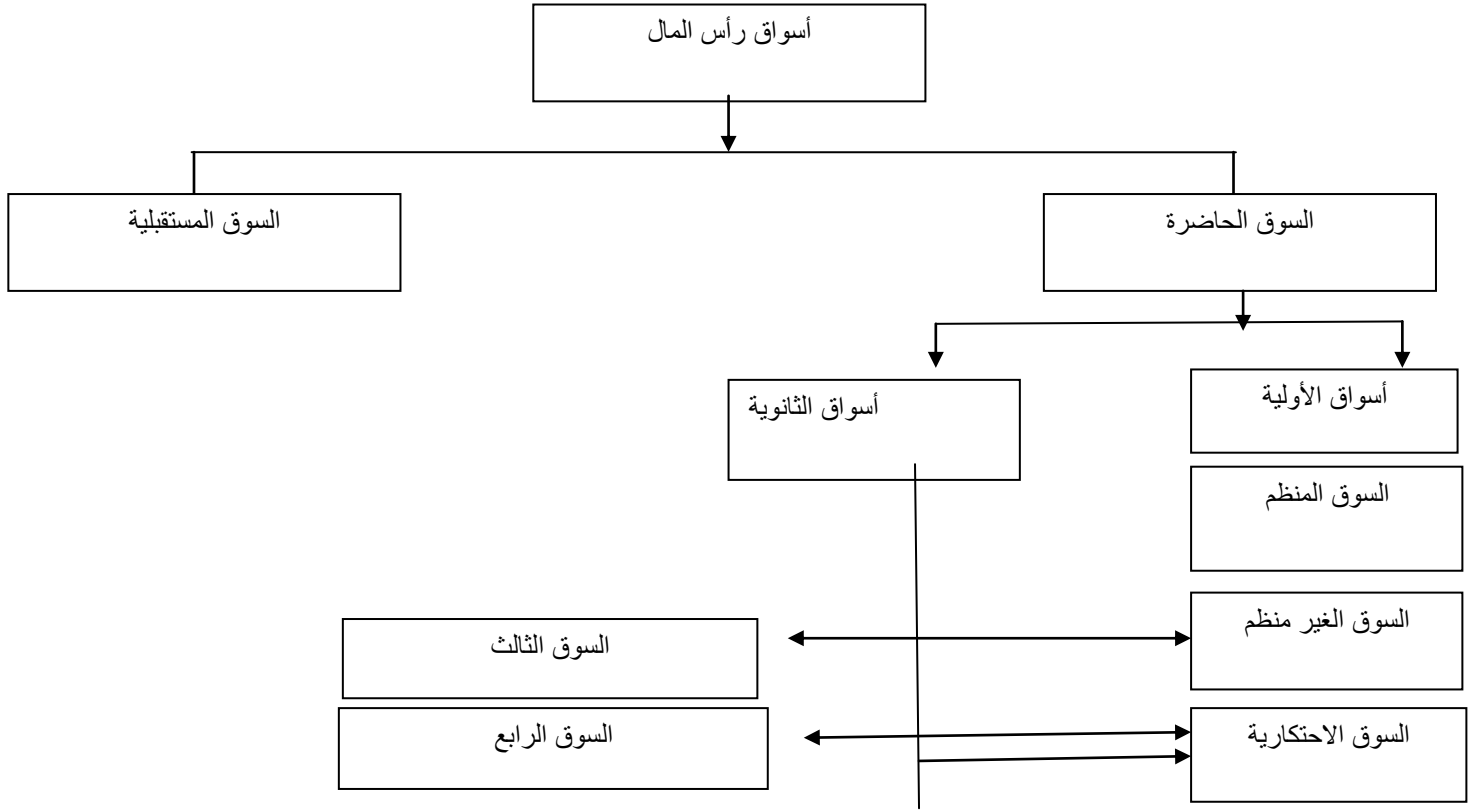 أسواق رأس المال
السوق الحاضرة
السوق المستقبلية
أسواق الأولية
أسواق الثانوية
السوق المنظم
السوق الغير منظم
السوق الثالث
السوق الاحتكارية
السوق الرابع